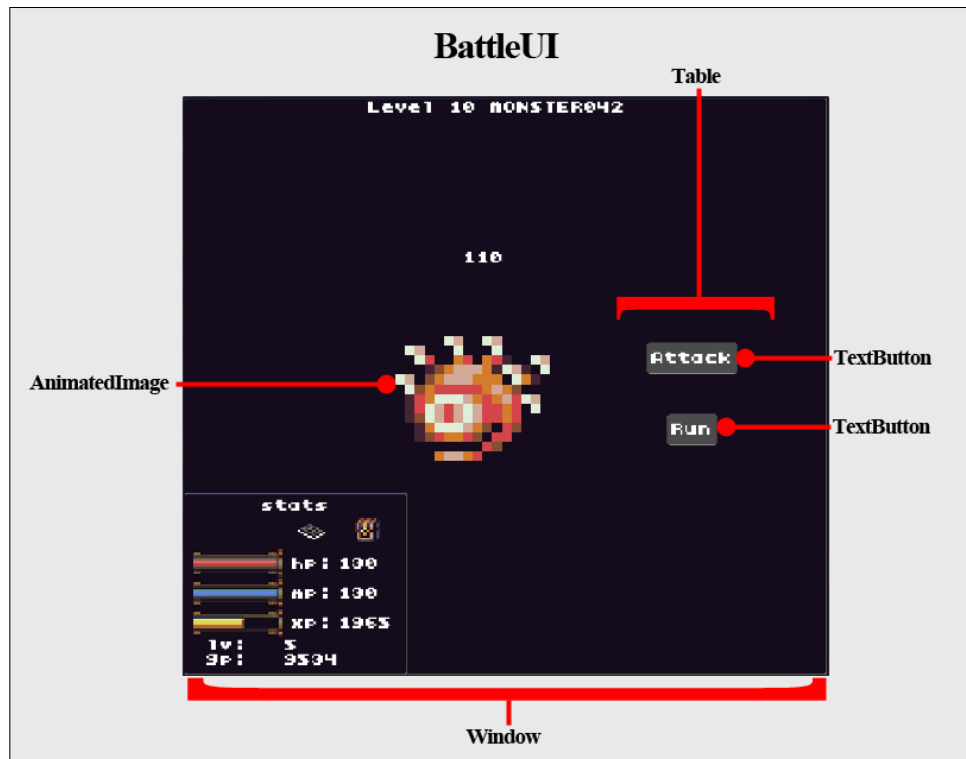 BattleUI
Table
Level 10 MONSTER042
110
Attack
TextButton
AnimatedImage
Run
TextButton
stats
hp: 130
mp: 130
xp: 1965
lv: 5
gp: 9534
Window